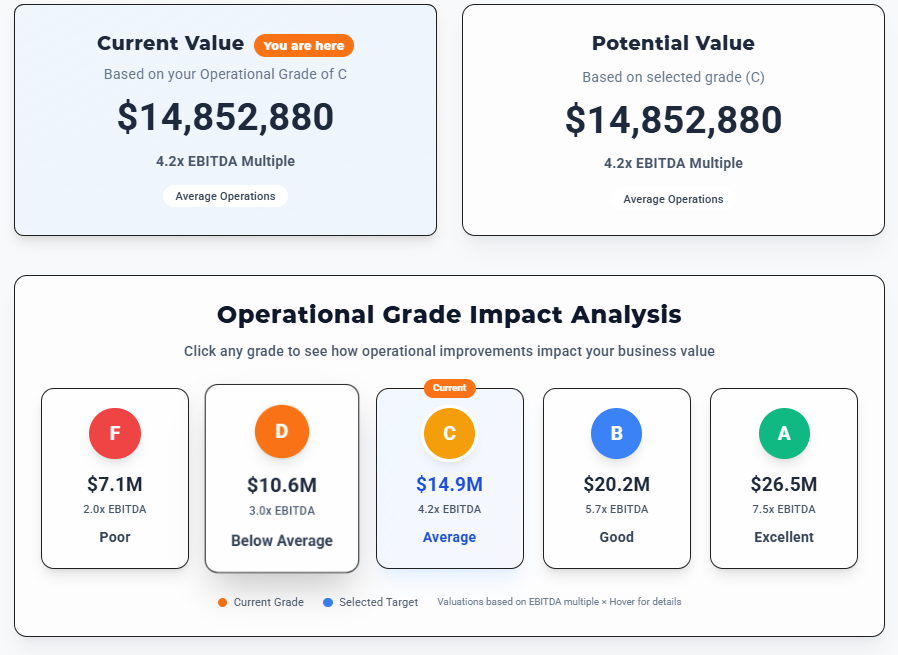 Current Value You are here
Based on your Operational Grade of C
$14,852,880
4.2x EBITDA Multiple
Average Operations
Potential Value
Based on selected grade (C)
$14,852,880
4.2x EBITDA Multiple
Average Operations
Operational Grade Impact Analysis
Click any grade to see how operational improvements impact your business value
F
$7.1M
2.0x EBITDA
Poor
D
$10.6M
3.0x EBITDA
Below Average
Current
C
$14.9M
4.2x EBITDA
Average
B
$20.2M
5.7x EBITDA
Good
A
$26.5M
7.5x EBITDA
Excellent
Current Grade Selected Target Valuations based on EBITDA multiple × Hover for details